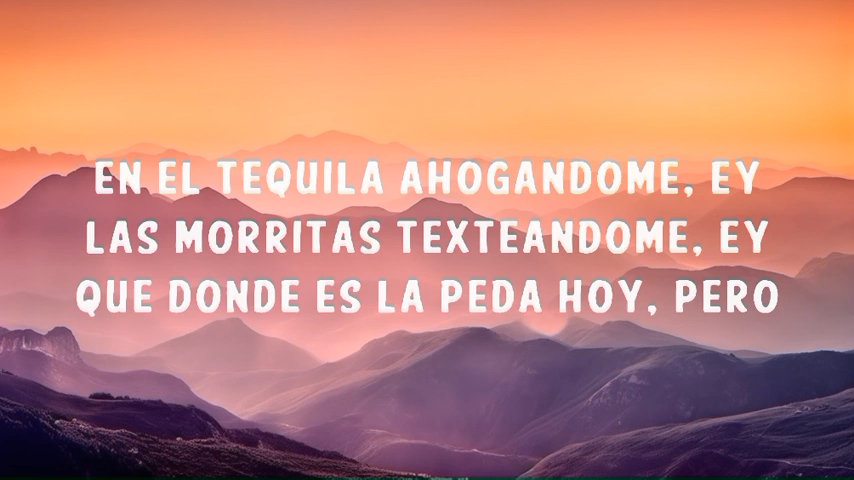 EN EL TEQUILA AHOGANDOME, EY
LAS MORRITAS TEXTEANDOME, EY
QUE DONDE ES LA PEDA HOY, PERO